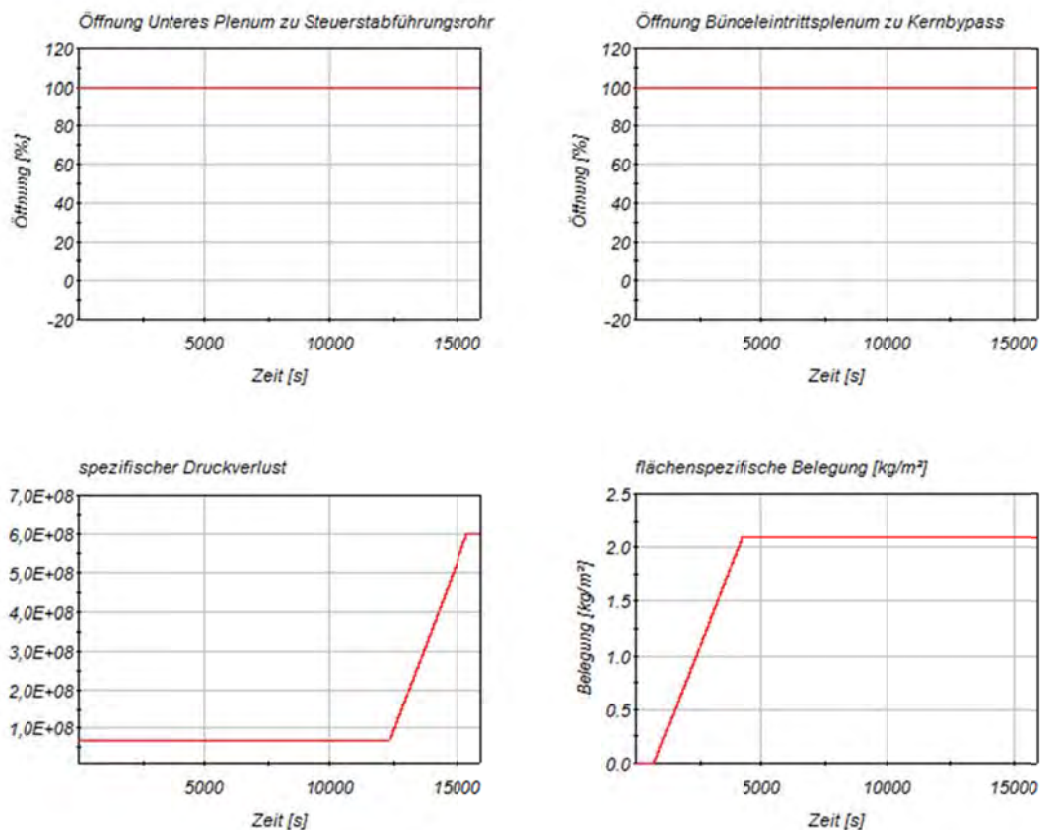 Öffnung Unteres Plenum zu Steuerstabführungsrohr
120
100
80
60
40
20
0
-20
Öffnung [%]
5000 10000 15000
Zeit [s]
Öffnung Bünceleintrittsplenum zu Kernbypass
120
100
80
60
40
20
0
-20
Öffnung [%]
5000 10000 15000
Zeit [s]
spezifischer Druckverlust
7,0E+08
6,0E+08
5,0E+08
4,0E+08
3,0E+08
2,0E+08
1,0E+08
5000 10000 15000
Zeit [s]
flächenspezifische Belegung [kg/m²]
2.5
2.0
1.5
1.0
0.5
0.0
Belegung [kg/m²]
5000 10000 15000
Zeit [s]